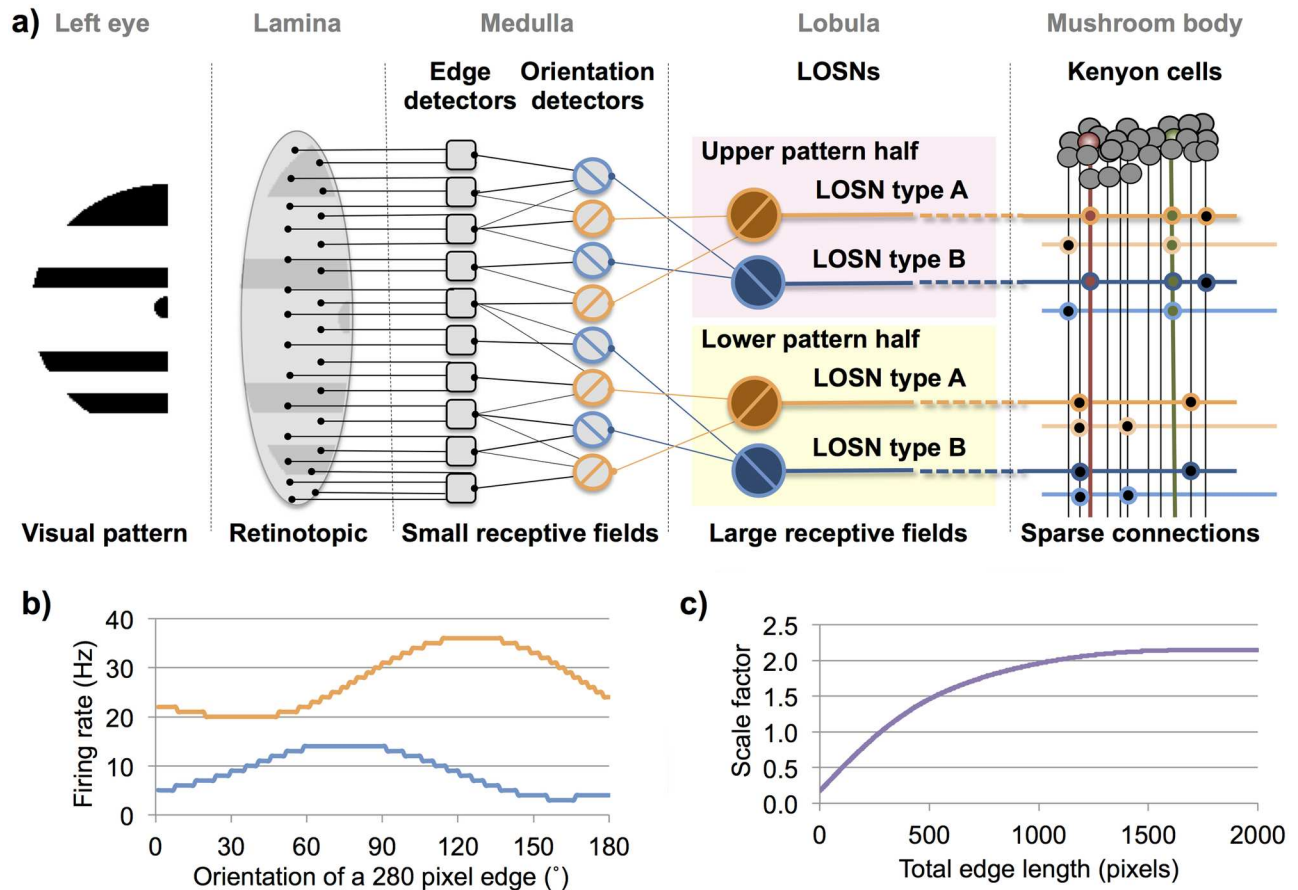 a)
Left eye
Lamina
Medulla
Lobula
Mushroom body
Edge
detectors
Orientation
detectors
LOSNs
Kenyon cells
Upper pattern half
LOSN type A
LOSN type B
Lower pattern half
LOSN type A
LOSN type B
Visual pattern
Retinotopic
Small receptive fields
Large receptive fields
Sparse connections
b)
Firing rate (Hz)
40
30
20
10
0
0 30 60 90 120 150 180
Orientation of a 280 pixel edge (˚)
c)
Scale factor
2.5
2.0
1.5
1.0
0.5
0.0
0 500 1000 1500 2000
Total edge length (pixels)